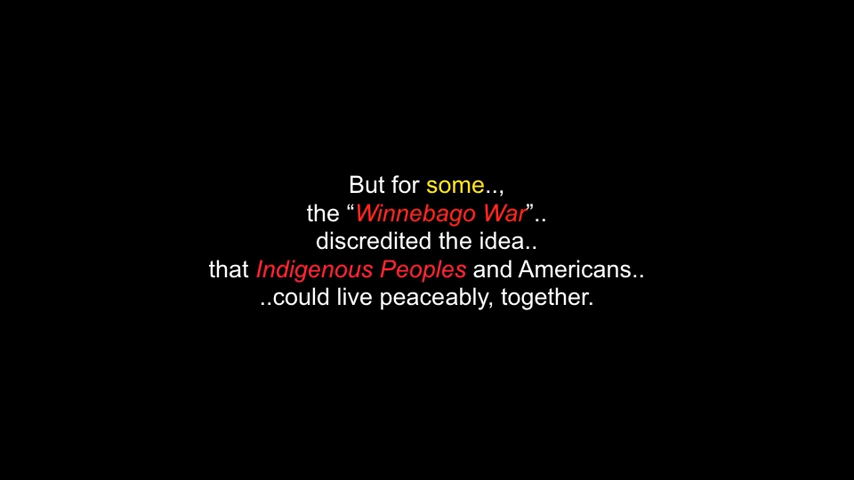 But for some..,
the “Winnebago War”..
discredited the idea..
that Indigenous Peoples and Americans..
..could live peaceably, together.